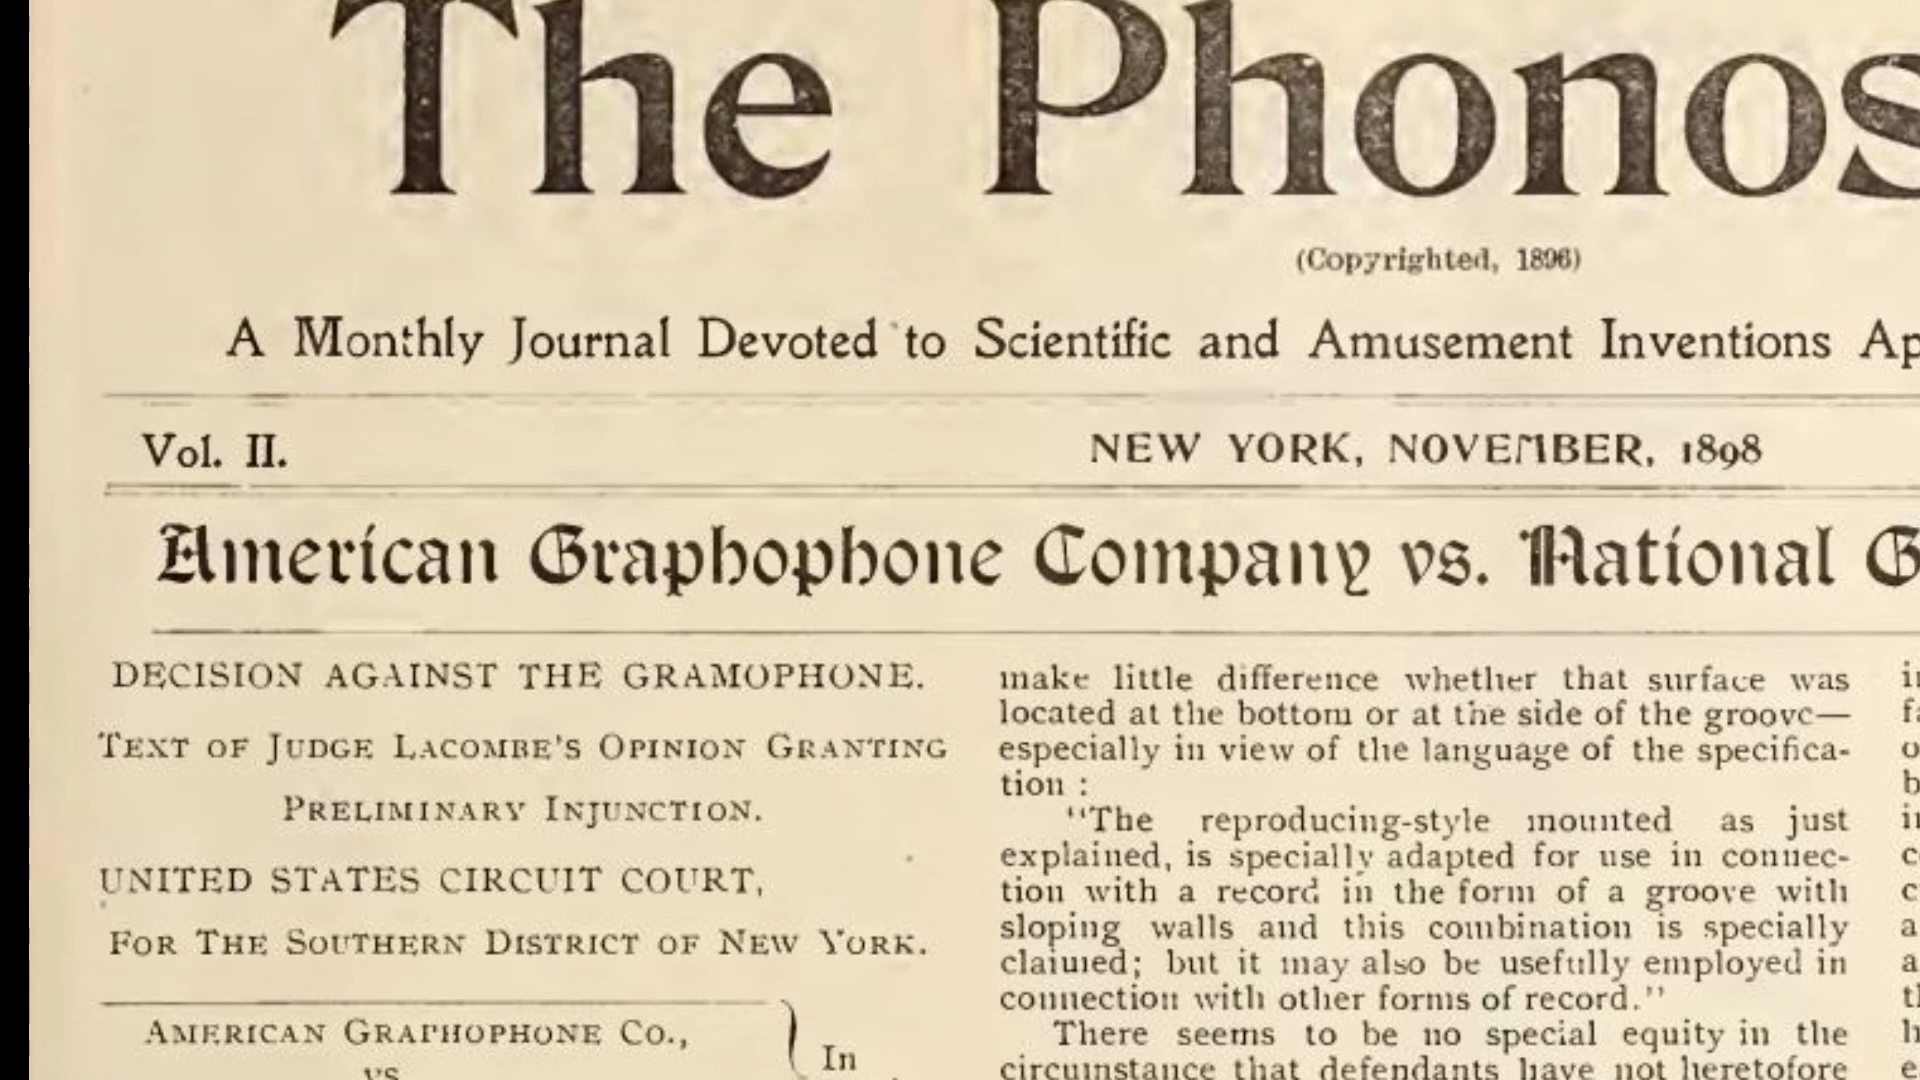 The Phonos
(Copyrighted, 1896)
A Monthly Journal Devoted to Scientific and Amusement Inventions Ap
Vol. II.
NEW YORK, NOVEMBER, 1898
American Graphophone Company vs. National G
DECISION AGAINST THE GRAMOPHONE.
TEXT OF JUDGE LACOMBE'S OPINION GRANTING
PRELIMINARY INJUNCTION.
UNITED STATES CIRCUIT COURT,
FOR THE SOUTHERN DISTRICT OF NEW YORK.
AMERICAN GRAPHOPHONE CO.,
vs.
In
make little difference whether that surface was
located at the bottom or at the side of the groove—
especially in view of the language of the specifica-
tion :
"The reproducing-style mounted as just
explained, is specially adapted for use in connec-
tion with a record in the form of a groove with
sloping walls and this combination is specially
claimed; but it may also be usefully employed in
connection with other forms of record."
There seems to be no special equity in the
circumstance that defendants have not heretofore